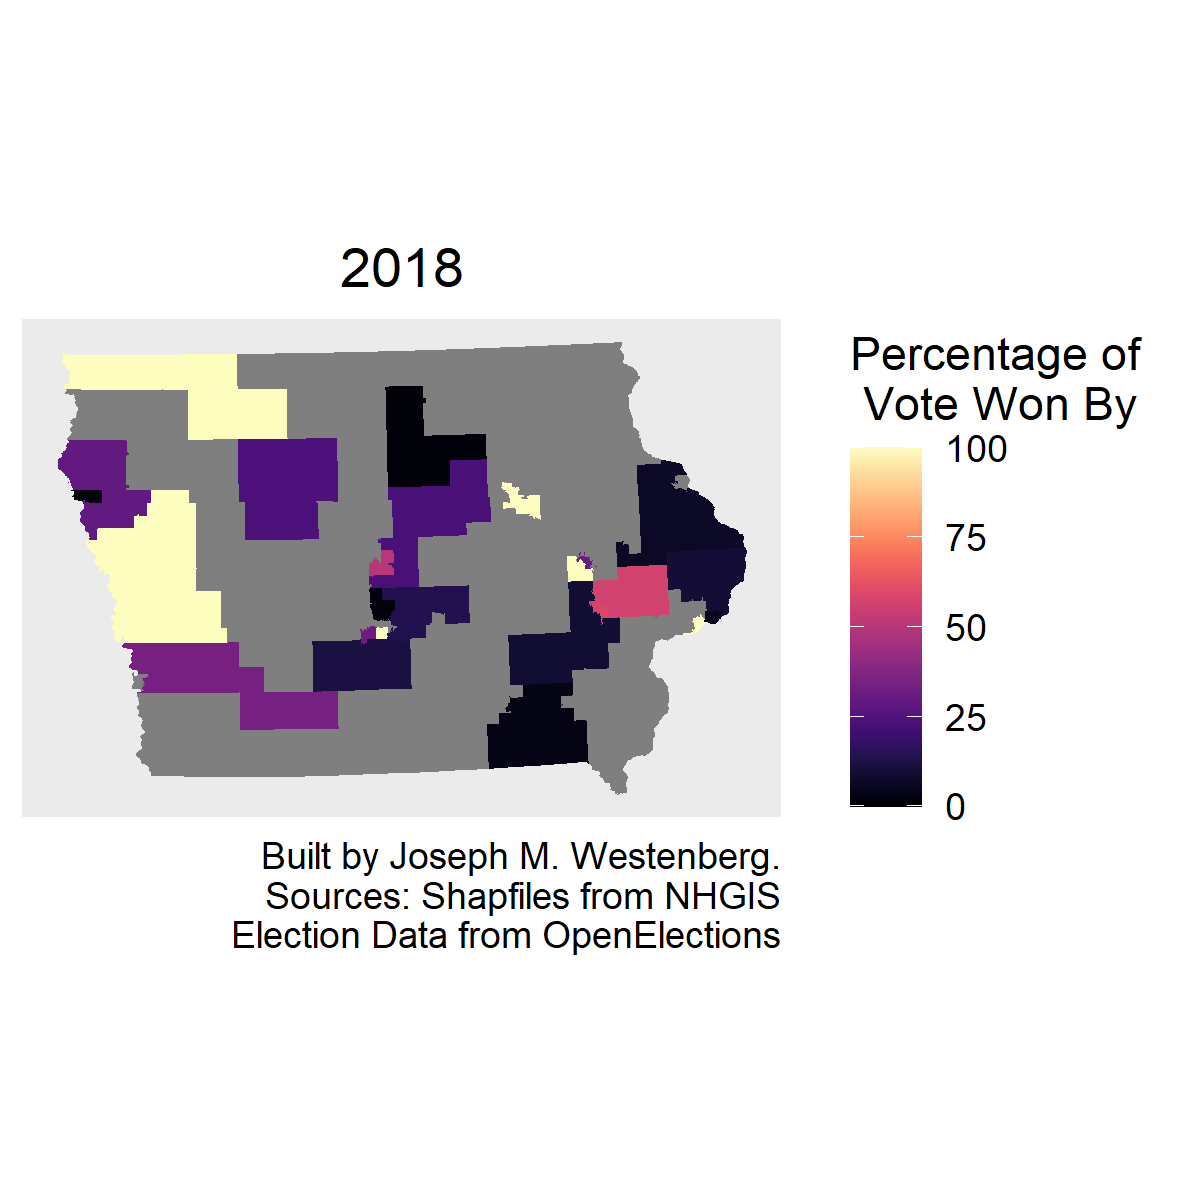 2018
Percentage of
Vote Won By
100
75
50
25
0
Built by Joseph M. Westenberg.
Sources: Shapfiles from NHGIS
Election Data from OpenElections